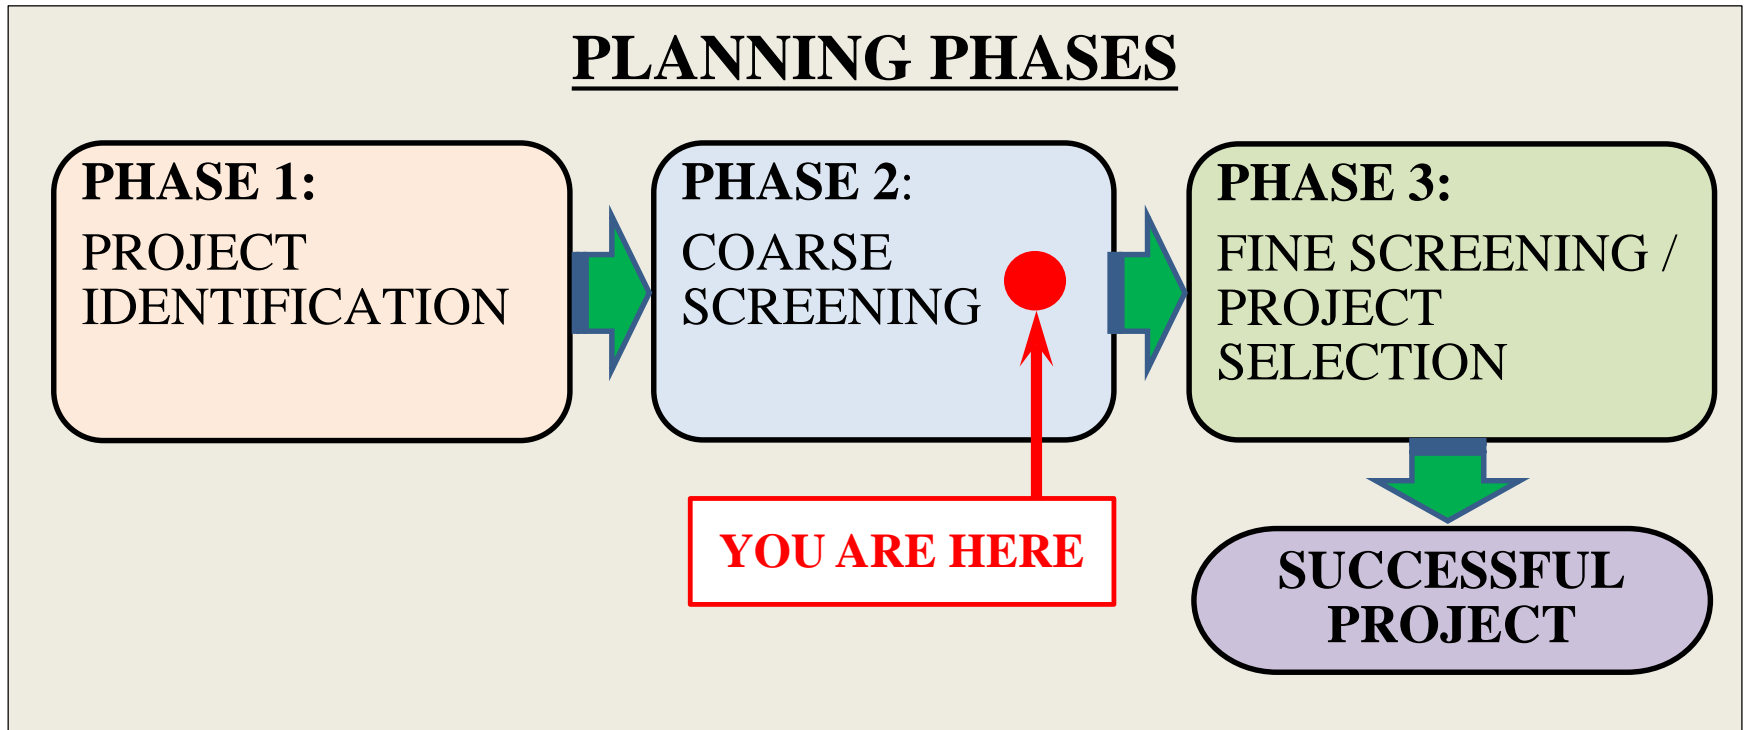 PLANNING PHASES
PHASE 1:
PROJECT
IDENTIFICATION
PHASE 2:
COARSE
SCREENING
PHASE 3:
FINE SCREENING /
PROJECT
SELECTION
YOU ARE HERE
SUCCESSFUL
PROJECT